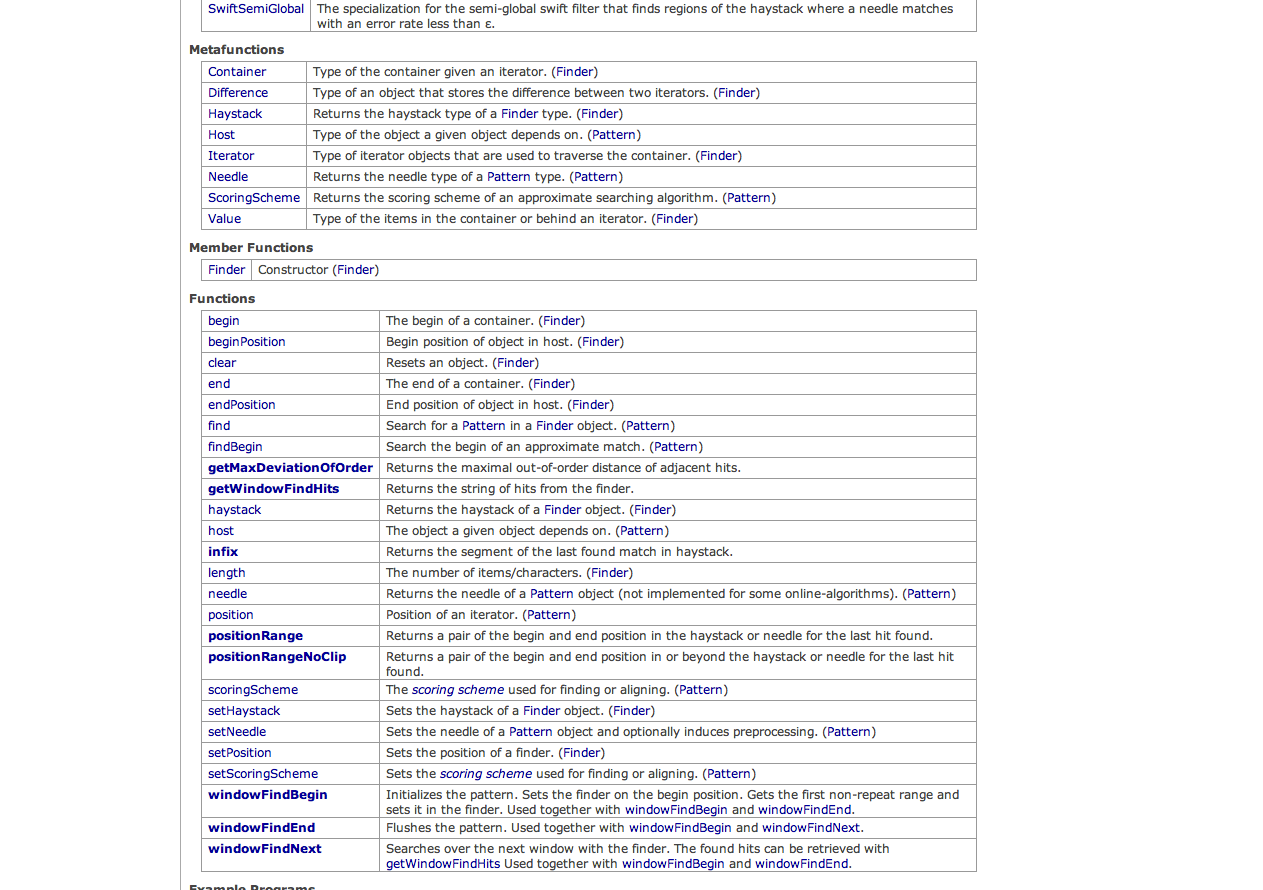 SwiftSemiGlobal The specialization for the semi-global swift filter that finds regions of the haystack where a needle matches
with an error rate less than ε.
Metafunctions
Container Type of the container given an iterator. (Finder)
Difference Type of an object that stores the difference between two iterators. (Finder)
Haystack Returns the haystack type of a Finder type. (Finder)
Host Type of the object a given object depends on. (Pattern)
Iterator Type of iterator objects that are used to traverse the container. (Finder)
Needle Returns the needle type of a Pattern type. (Pattern)
ScoringScheme Returns the scoring scheme of an approximate searching algorithm. (Pattern)
Value Type of the items in the container or behind an iterator. (Finder)
Member Functions
Finder Constructor (Finder)
Functions
begin The begin of a container. (Finder)
beginPosition Begin position of object in host. (Finder)
clear Resets an object. (Finder)
end The end of a container. (Finder)
endPosition End position of object in host. (Finder)
find Search for a Pattern in a Finder object. (Pattern)
findBegin Search the begin of an approximate match. (Pattern)
getMaxDeviationOfOrder Returns the maximal out-of-order distance of adjacent hits.
getWindowFindHits Returns the string of hits from the finder.
haystack Returns the haystack of a Finder object. (Finder)
host The object a given object depends on. (Pattern)
infix Returns the segment of the last found match in haystack.
length The number of items/characters. (Finder)
needle Returns the needle of a Pattern object (not implemented for some online-algorithms). (Pattern)
position Position of an iterator. (Pattern)
positionRange Returns a pair of the begin and end position in the haystack or needle for the last hit found.
positionRangeNoClip Returns a pair of the begin and end position in or beyond the haystack or needle for the last hit
found.
scoringScheme The scoring scheme used for finding or aligning. (Pattern)
setHaystack Sets the haystack of a Finder object. (Finder)
setNeedle Sets the needle of a Pattern object and optionally induces preprocessing. (Pattern)
setPosition Sets the position of a finder. (Finder)
setScoringScheme Sets the scoring scheme used for finding or aligning. (Pattern)
windowFindBegin Initializes the pattern. Sets the finder on the begin position. Gets the first non-repeat range and
sets it in the finder. Used together with windowFindBegin and windowFindEnd.
windowFindEnd Flushes the pattern. Used together with windowFindBegin and windowFindNext.
windowFindNext Searches over the next window with the finder. The found hits can be retrieved with
getWindowFindHits Used together with windowFindBegin and windowFindEnd.
Example Programs